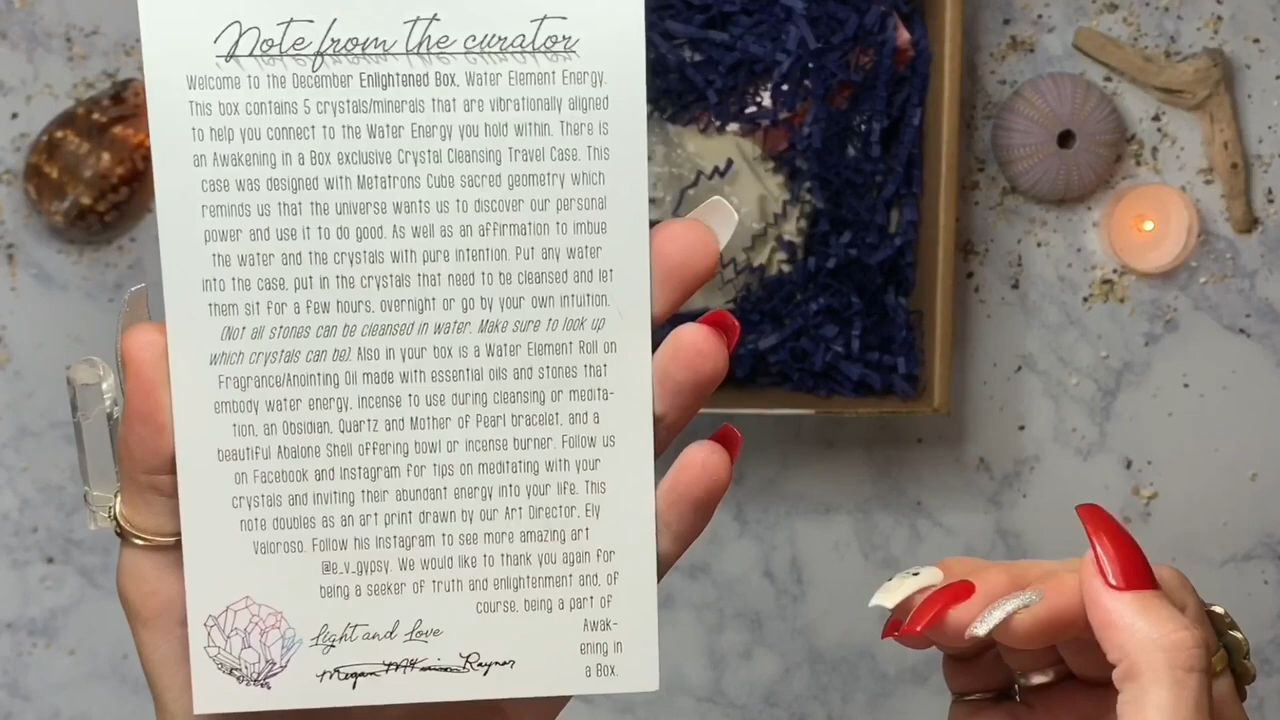 Note from the curator
Welcome to the December Enlightened Box, Water Element Energy.
This box contains 5 crystals/minerals that are vibrationally aligned
to help you connect to the Water Energy you hold within. There is
an Awakening in a Box exclusive Crystal Cleansing Travel Case. This
case was designed with Metatrons Cube sacred geometry which
reminds us that the universe wants us to discover our personal
power and use it to do good. As well as an affirmation to imbue
the water and the crystals with pure intention. Put any water
into the case, put in the crystals that need to be cleansed and let
them sit for a few hours, overnight or go by your own intuition.
(Not all stones can be cleansed in water. Make sure to look up
which crystals can be). Also in your box is a Water Element Roll on
Fragrance/Anointing Oil made with essential oils and stones that
embody water energy, incense to use during cleansing or medita-
tion, an Obsidian, Quartz and Mother of Pearl bracelet, and a
beautiful Abalone Shell offering bowl or incense burner. Follow us
on Facebook and Instagram for tips on meditating with your
crystals and inviting their abundant energy into your life. This
note doubles as an art print drawn by our Art Director, Ely
Valoroso. Follow his Instagram to see more amazing art
@e_v_gypsy. We would like to thank you again for
being a seeker of truth and enlightenment and, of
course, being a part of
Awak-
ening in
a Box.
Light and Love
Megan Raynor